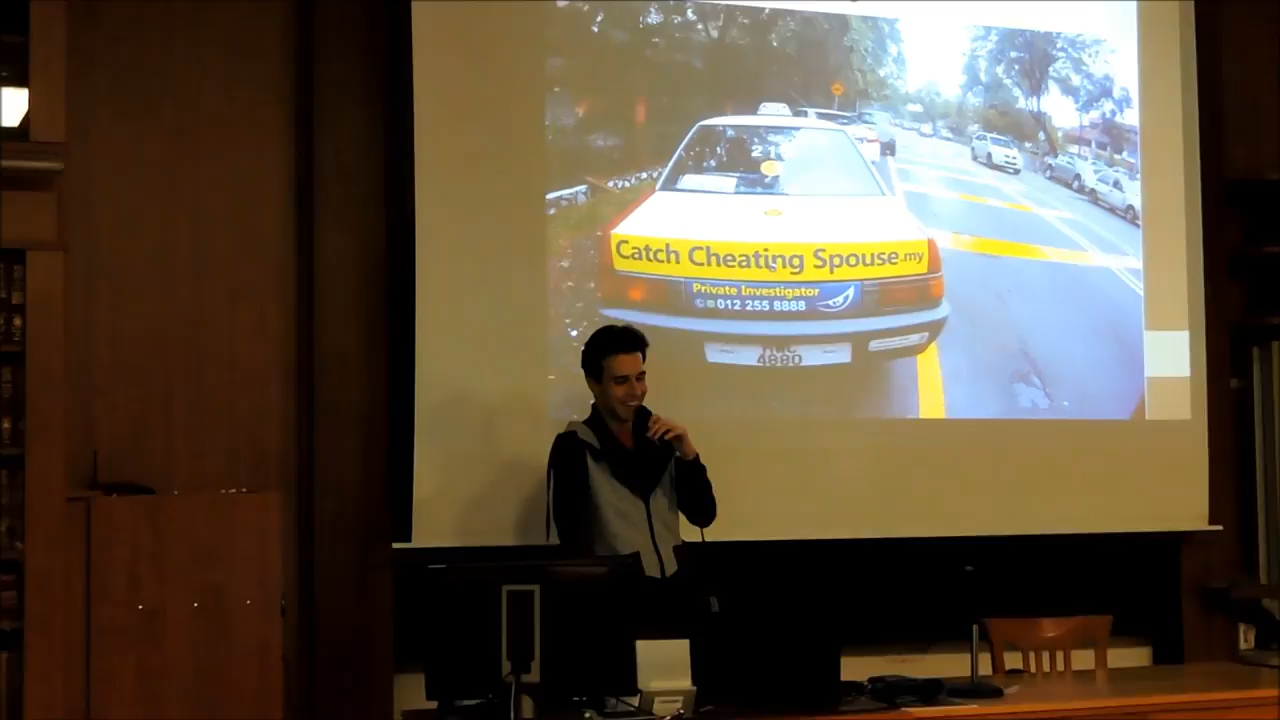 21
Catch Cheating Spouse.my
Private Investigator
012 255 8888
4880